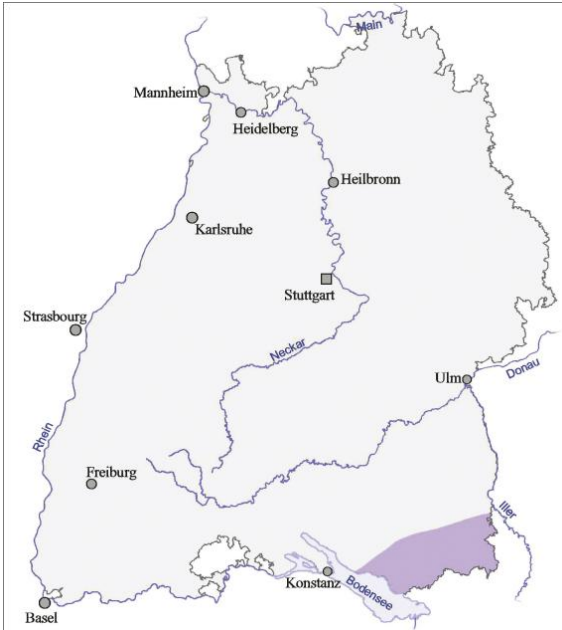 Main
Mannheim
Heidelberg
Heilbronn
Karlsruhe
Stuttgart
Strasbourg
Neckar
Donau
Ulm
Rhein
Freiburg
Iller
Konstanz
Bodensee
Basel